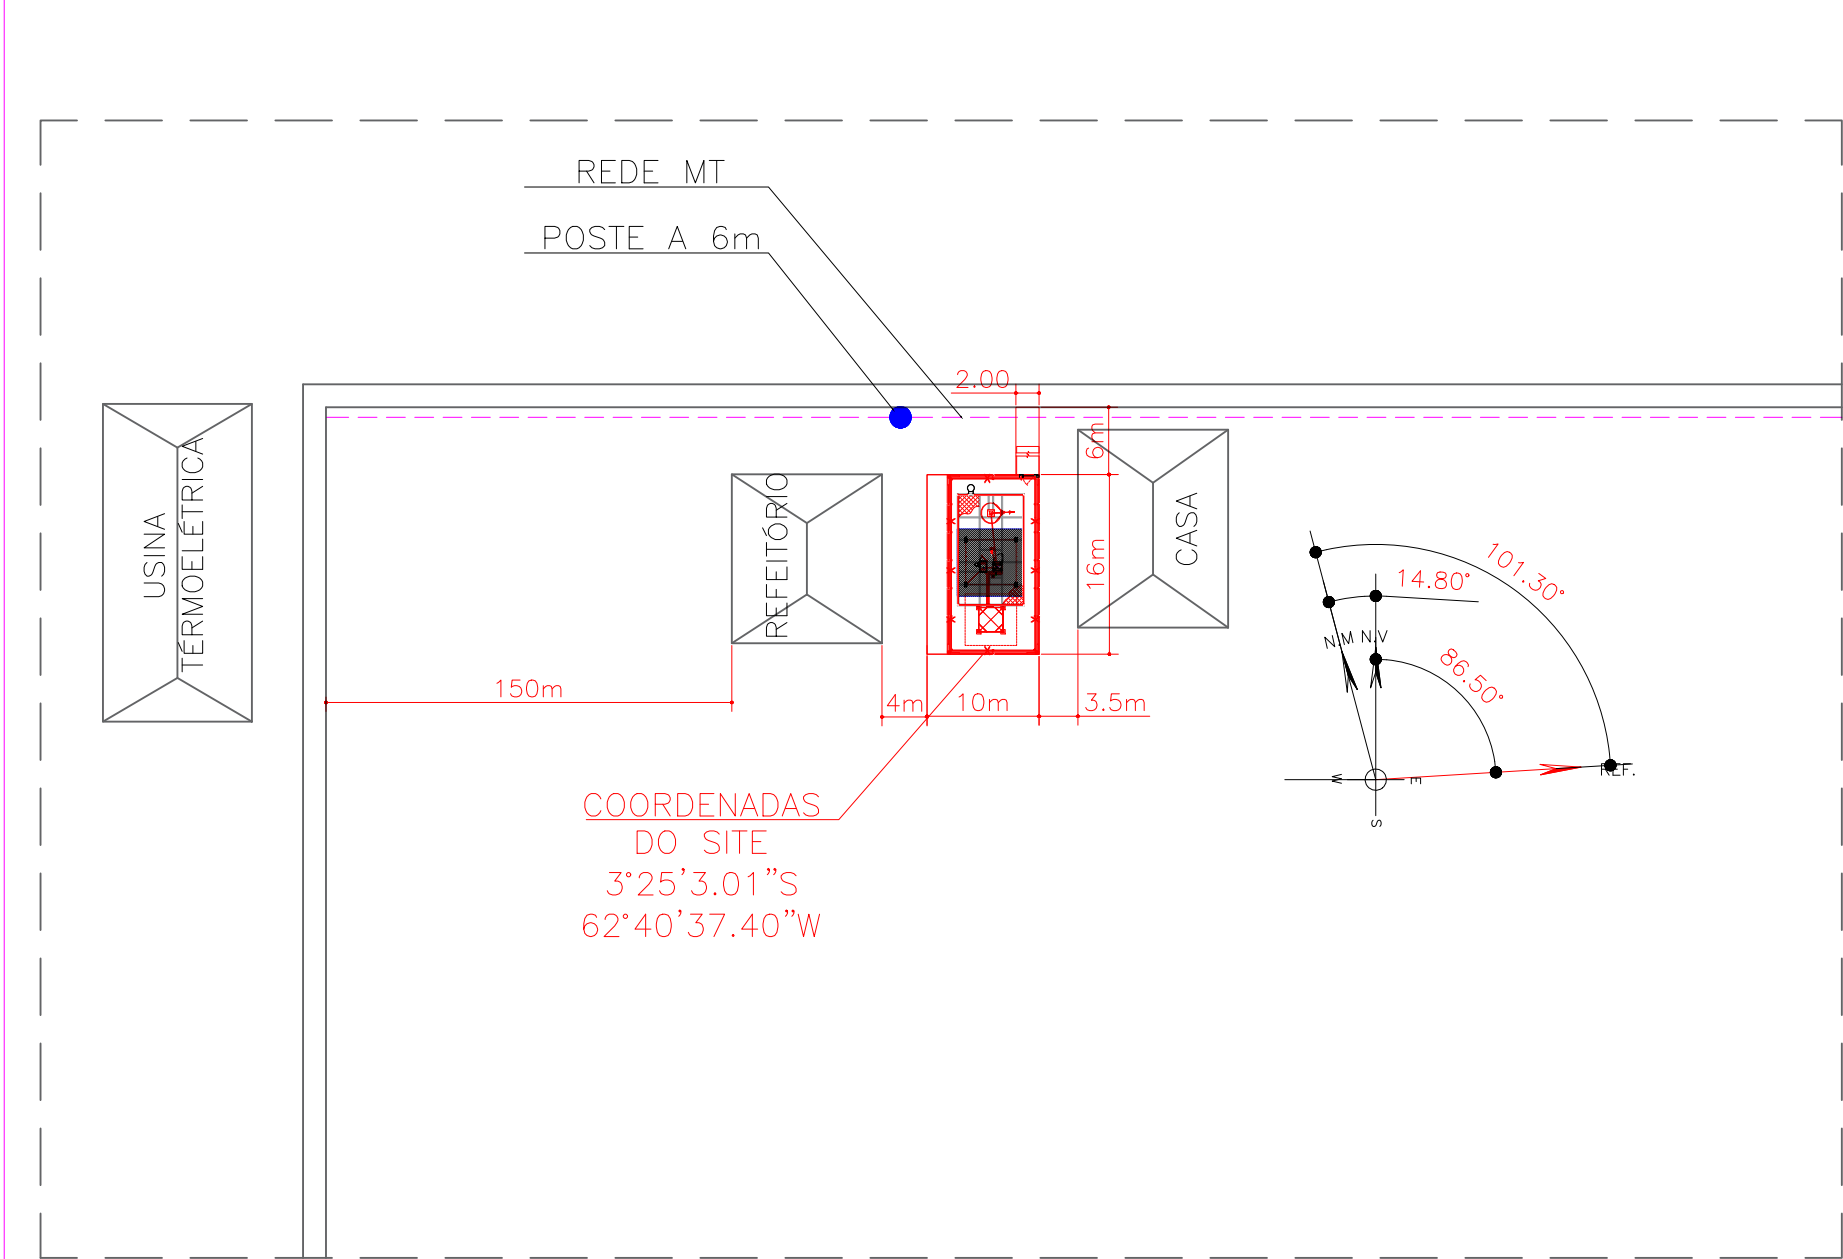 REDE MT
POSTE A 6m
2.00
6m
USINA
TERMOELÉTRICA
REFEITÓRIO
16m
CASA
150m
4m
10m
3.5m
COORDENADAS
DO SITE
3°25'3.01"S
62°40'37.40"W
101.30°
14.80°
N.M
N.V
86.50°
W
E
REF.
S